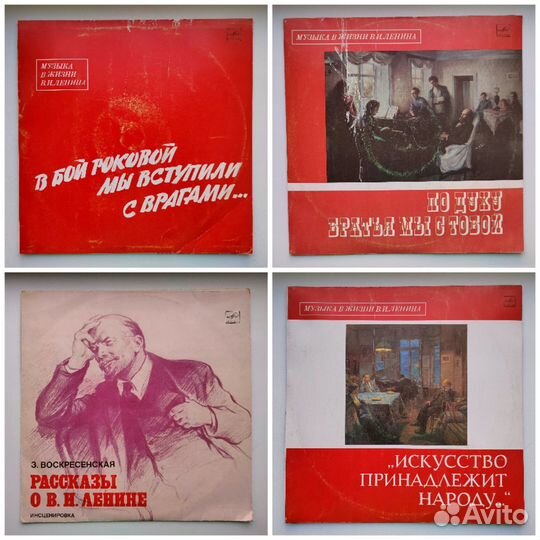 МУЗЫКА
В ЖИЗНИ
В.И.ЛЕНИНА
В БОЙ РОКОВОЙ
МЫ ВСТУПИЛИ
С ВРАГАМИ...
МУЗЫКА В ЖИЗНИ В.И.ЛЕНИНА
ПО ДУХУ
БРАТЬЯ МЫ С ТОБОЙ
З. ВОСКРЕСЕНСКАЯ
РАССКАЗЫ
О В. И. ЛЕНИНЕ
ИНСЦЕНИРОВКА
МУЗЫКА В ЖИЗНИ В.И.ЛЕНИНА
„ИСКУССТВО
ПРИНАДЛЕЖИТ
НАРОДУ..."
Avito